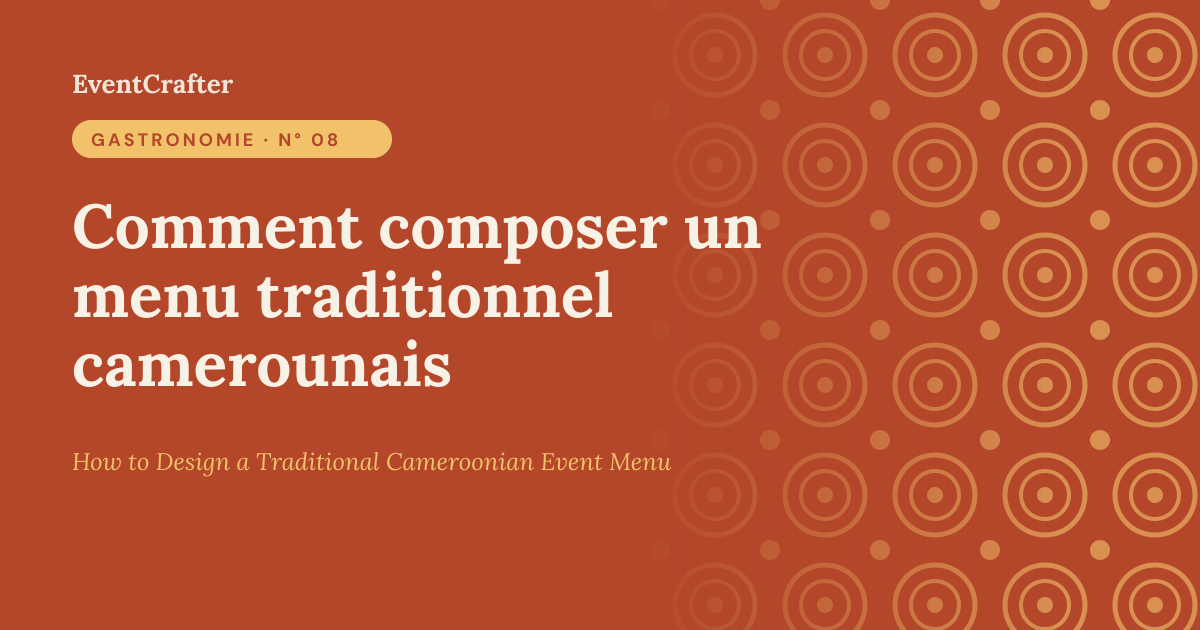 EventCrafter
GASTRONOMIE · N° 08
Comment composer un
menu traditionnel
camerounais
How to Design a Traditional Cameroonian Event Menu